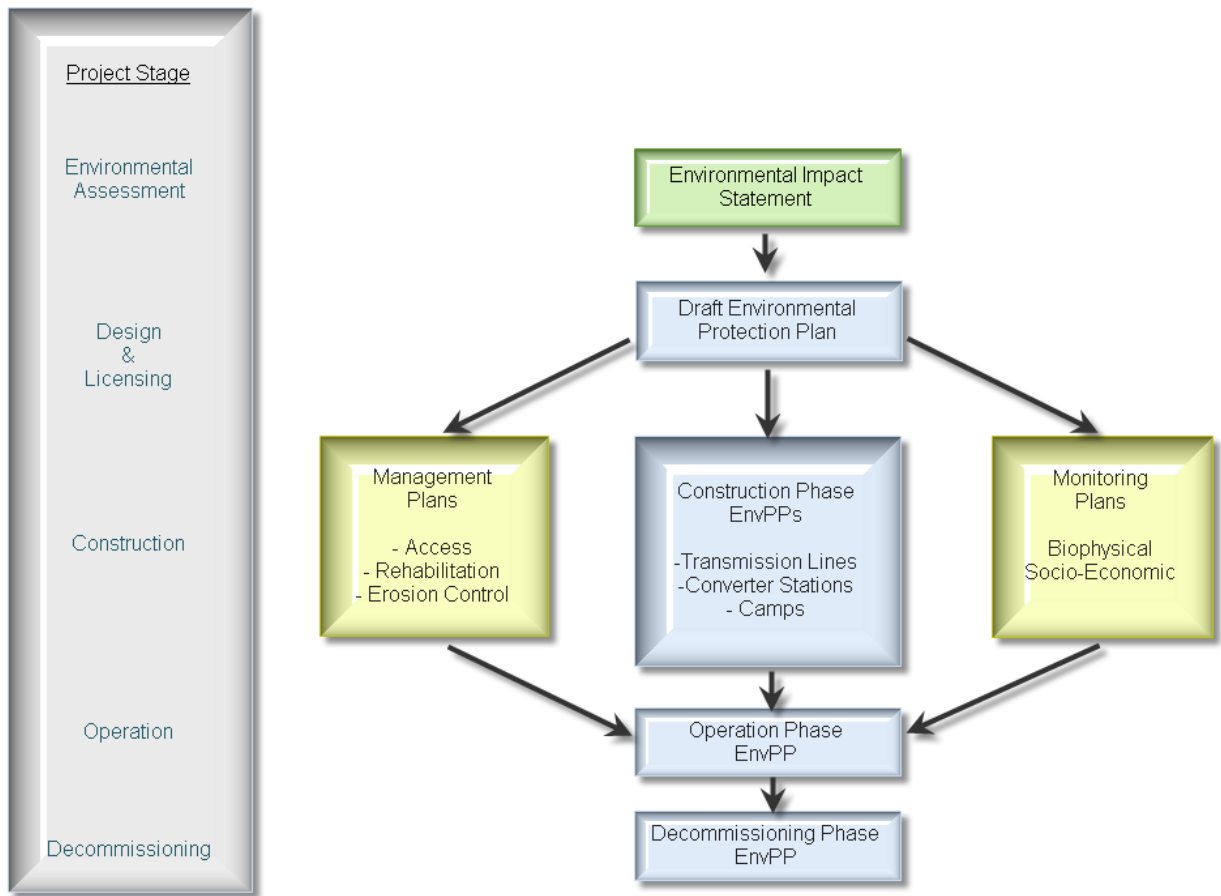 Project Stage
Environmental
Assessment
Design
&
Licensing
Construction
Operation
Decommissioning
Environmental Impact
Statement
Draft Environmental
Protection Plan
Management
Plans
- Access
- Rehabilitation
- Erosion Control
Construction Phase
EnvPPs
-Transmission Lines
-Converter Stations
- Camps
Monitoring
Plans
Biophysical
Socio-Economic
Operation Phase
EnvPP
Decommissioning Phase
EnvPP